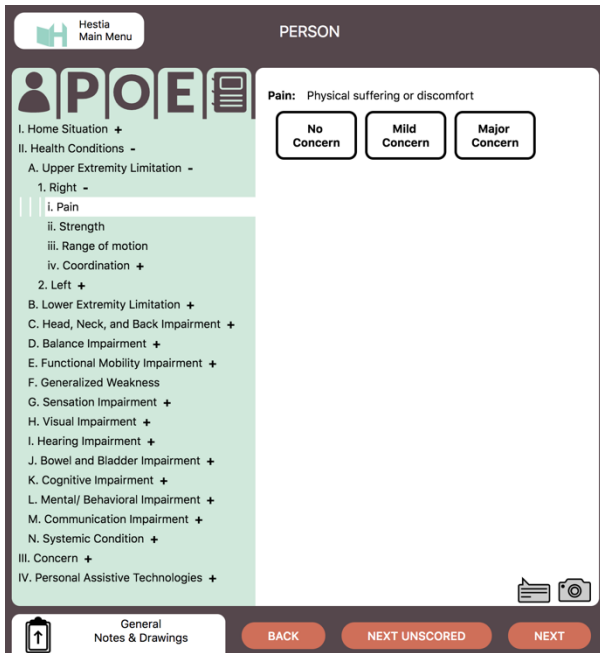 Hestia
Main Menu
PERSON
P O E
I. Home Situation +
II. Health Conditions -
A. Upper Extremity Limitation -
1. Right -
i. Pain
ii. Strength
iii. Range of motion
iv. Coordination +
2. Left +
B. Lower Extremity Limitation +
C. Head, Neck, and Back Impairment +
D. Balance Impairment +
E. Functional Mobility Impairment +
F. Generalized Weakness
G. Sensation Impairment +
H. Visual Impairment +
I. Hearing Impairment +
J. Bowel and Bladder Impairment +
K. Cognitive Impairment +
L. Mental/ Behavioral Impairment +
M. Communication Impairment +
N. Systemic Condition +
III. Concern +
IV. Personal Assistive Technologies +
Pain: Physical suffering or discomfort
No
Concern
Mild
Concern
Major
Concern
General
Notes & Drawings
BACK
NEXT UNSCORED
NEXT